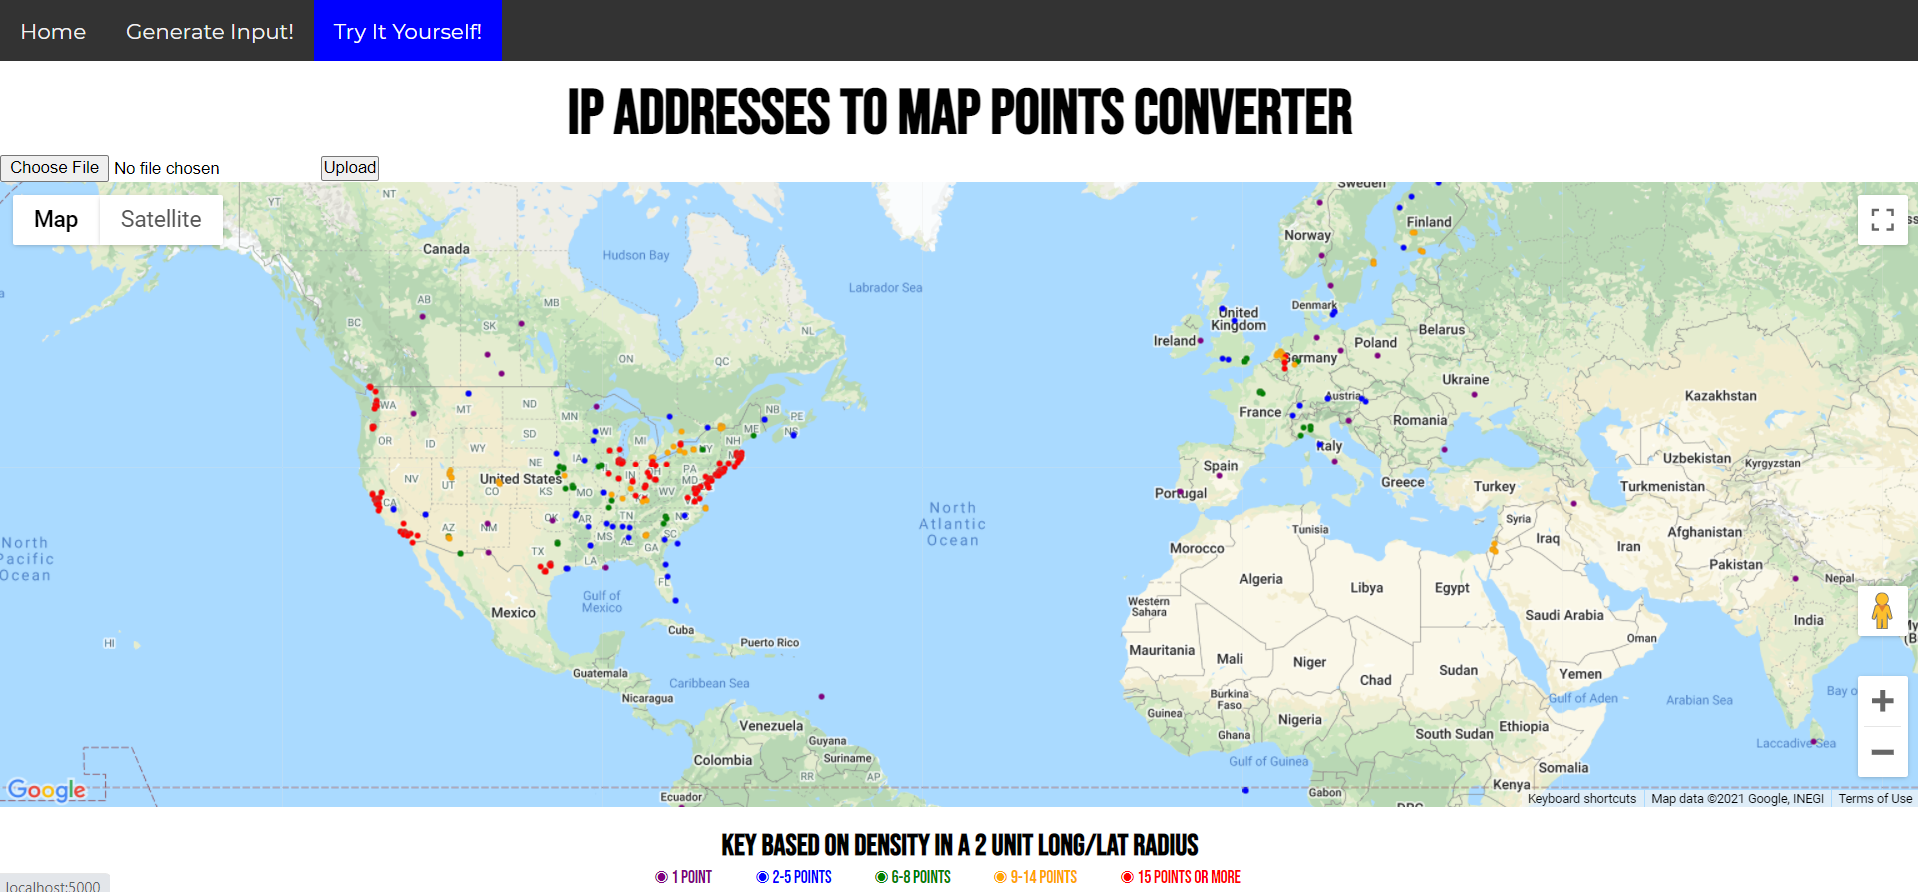 Home Generate Input! Try It Yourself!
IP ADDRESSES TO MAP POINTS CONVERTER
Choose File No file chosen Upload
Map Satellite
NT
YT
Sweden
Finland
Norway
Canada
Hudson Bay
Labrador Sea
AB
MB
BC
SK
NL
ON
QC
United
Kingdom
Denmark
Ireland
Belarus
Poland
Germany
Ukraine
Kazakhstan
WA
MT
ND
MN
NB
PE
ME
NS
France
Austria
Romania
OR
ID
SD
WI
MI
NH
NY
WY
Italy
IA
NE
Uzbekistan
Kyrgyzstan
NV
UT
United States
CO
KS
MO
IN
OH
PA
MD
WV
Spain
Portugal
Greece
Turkey
Turkmenistan
CA
AZ
NM
OK
AR
TN
NC
SC
MS
AL
GA
North
Atlantic
Ocean
Tunisia
Syria
Iraq
Iran
Afghanistan
North
Pacific
Ocean
TX
LA
FL
Morocco
Pakistan
Algeria
Libya
Egypt
Nepal
Gulf of
Mexico
Mexico
Western
Sahara
Saudi Arabia
India
Cuba
Puerto Rico
Oman
HI
Mauritania
Mali
Niger
Chad
Sudan
Yemen
Guatemala
Caribbean Sea
Nicaragua
Burkina
Faso
Gulf of Aden
Arabian Sea
Bay o
Guinea
Nigeria
Ethiopia
Venezuela
Guyana
Suriname
Ghana
South Sudan
Laccadive Sea
Colombia
Gulf of Guinea
Somalia
RR
AP
Kenya
Gabon
Ecuador
DRC
Google
Keyboard shortcuts Map data ©2021 Google, INEGI Terms of Use
KEY BASED ON DENSITY IN A 2 UNIT LONG/LAT RADIUS
1 POINT 2-5 POINTS 6-8 POINTS 9-14 POINTS 15 POINTS OR MORE
localhost:5000